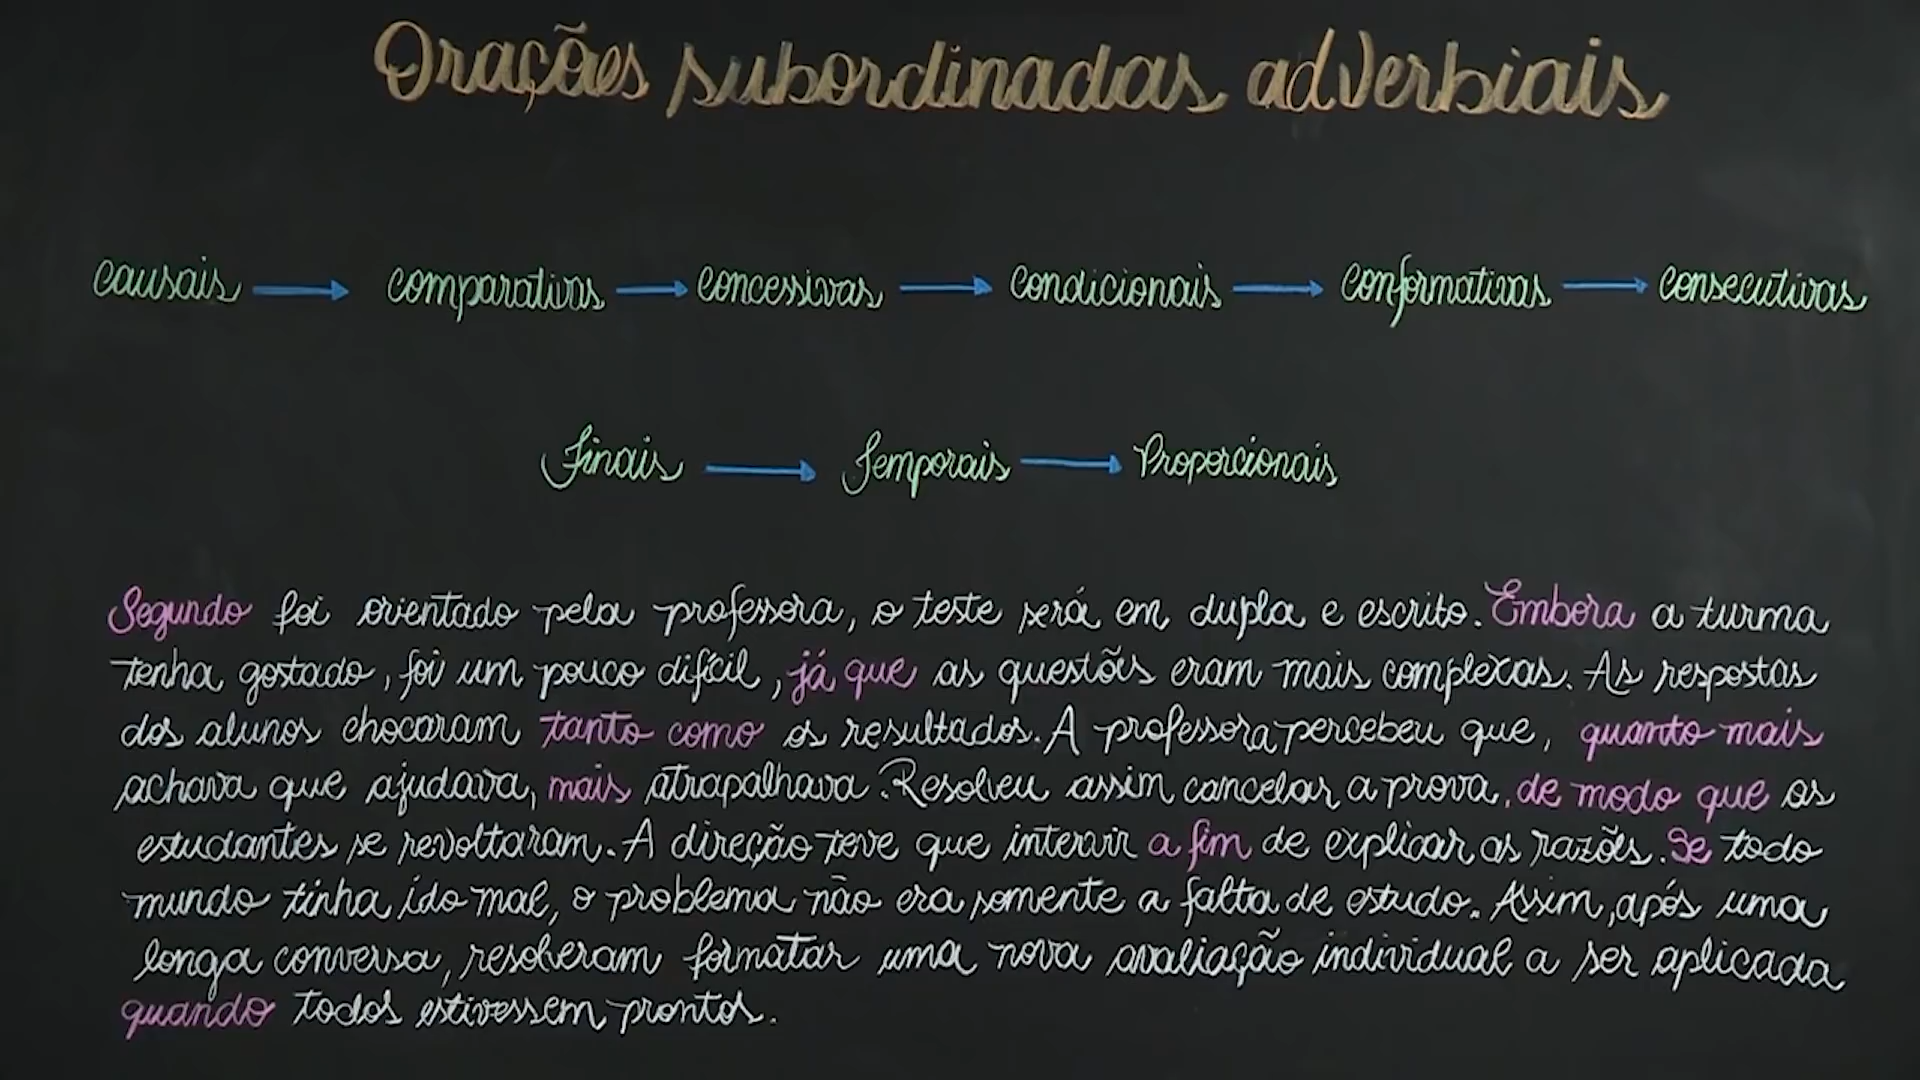 Orações subordinadas adverbiais
causais → comparativas → concessivas → condicionais → conformativas → consecutivas
Finais → Temporais → Proporcionais
Segundo foi orientado pela professora, o teste será em dupla e escrito. Embora a turma
tenha gostado, foi um pouco difícil, já que as questões eram mais complexas. As respostas
dos alunos chocaram tanto como os resultados. A professora percebeu que, quanto mais
achava que ajudava, mais atrapalhava. Resolveu assim cancelar a prova, de modo que os
estudantes se revoltaram. A direção teve que intervir a fim de explicar as razões. Se todo
mundo tinha ido mal, o problema não era somente a falta de estudo. Assim, após uma
longa conversa, resolveram formatar uma nova avaliação individual a ser aplicada
quando todos estivessem prontos.